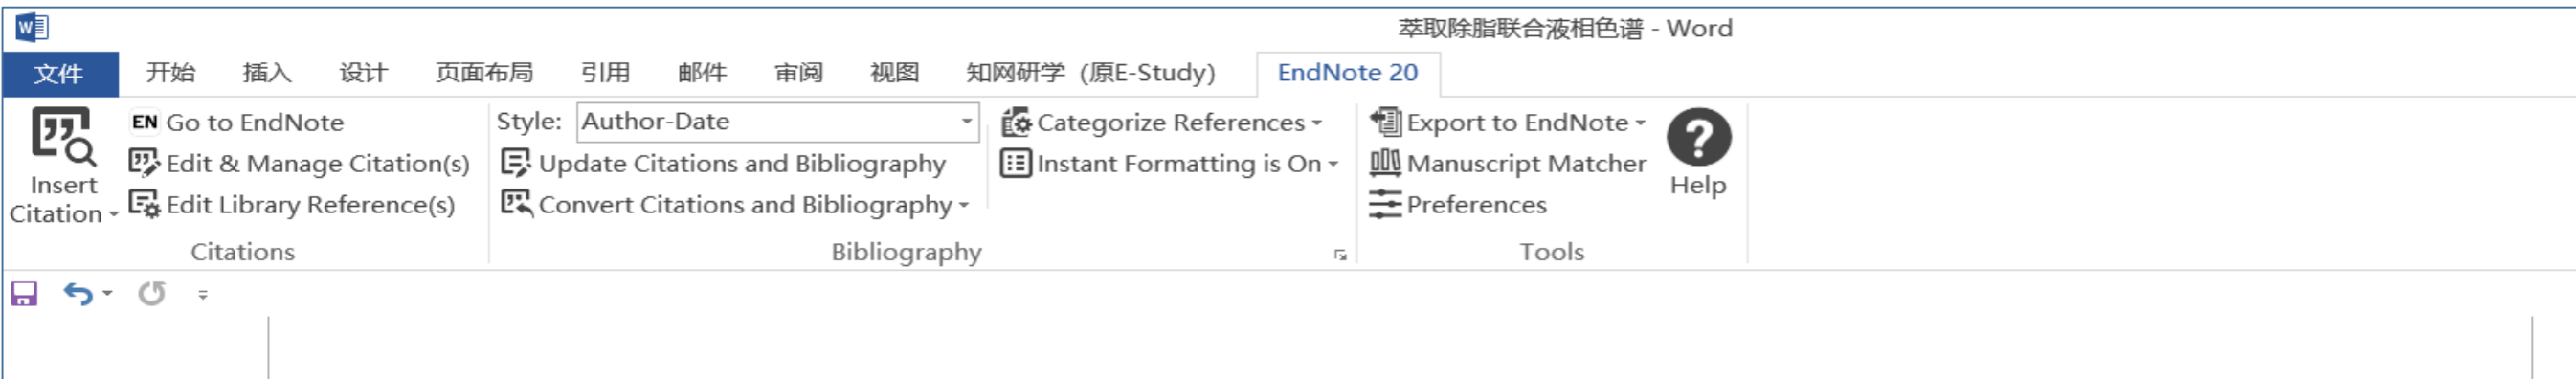 萃取除脂联合液相色谱 - Word
文件 开始 插入 设计 页面布局 引用 邮件 审阅 视图 知网研学 (原E-Study) EndNote 20
Insert Citation
EN Go to EndNote
Edit & Manage Citation(s)
Edit Library Reference(s)
Citations
Style: Author-Date
Update Citations and Bibliography
Convert Citations and Bibliography
Categorize References
Instant Formatting is On
Bibliography
Export to EndNote
Manuscript Matcher
Preferences
Help
Tools